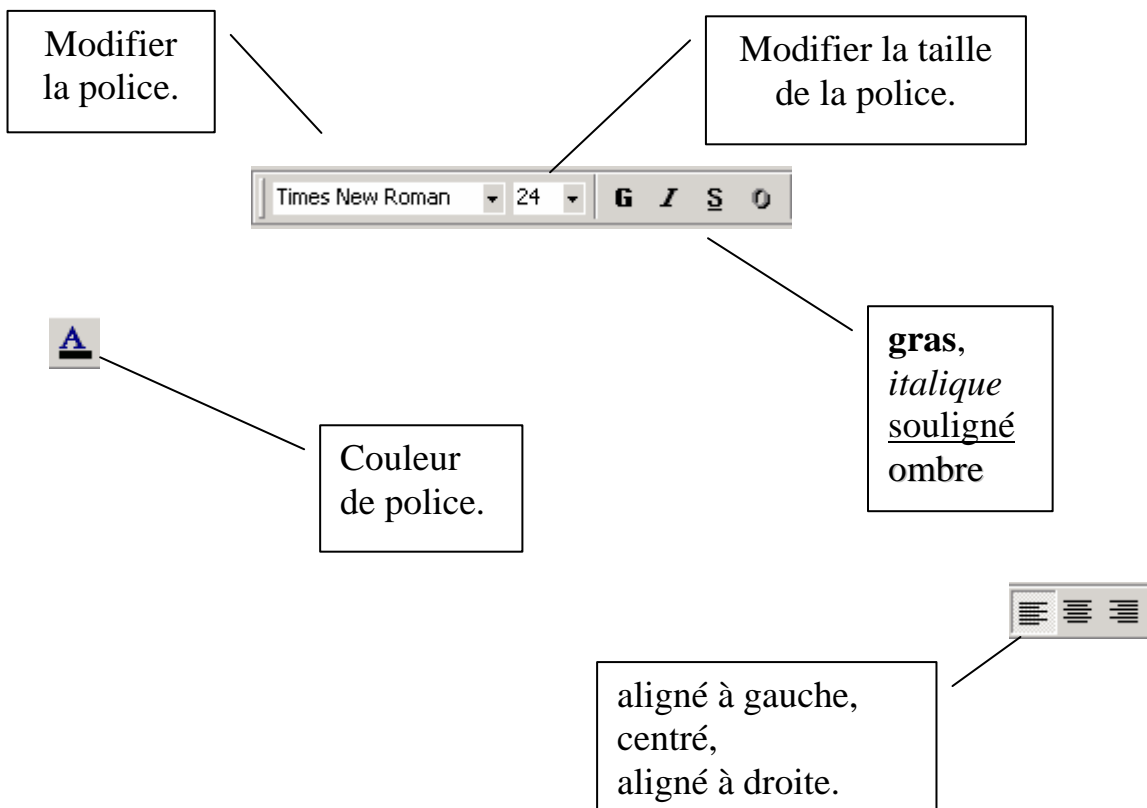 Modifier
la police.
Modifier la taille
de la police.
Times New Roman 24 G I S O
A
gras,
italique
souligné
ombre
Couleur
de police.
aligné à gauche,
centré,
aligné à droite.